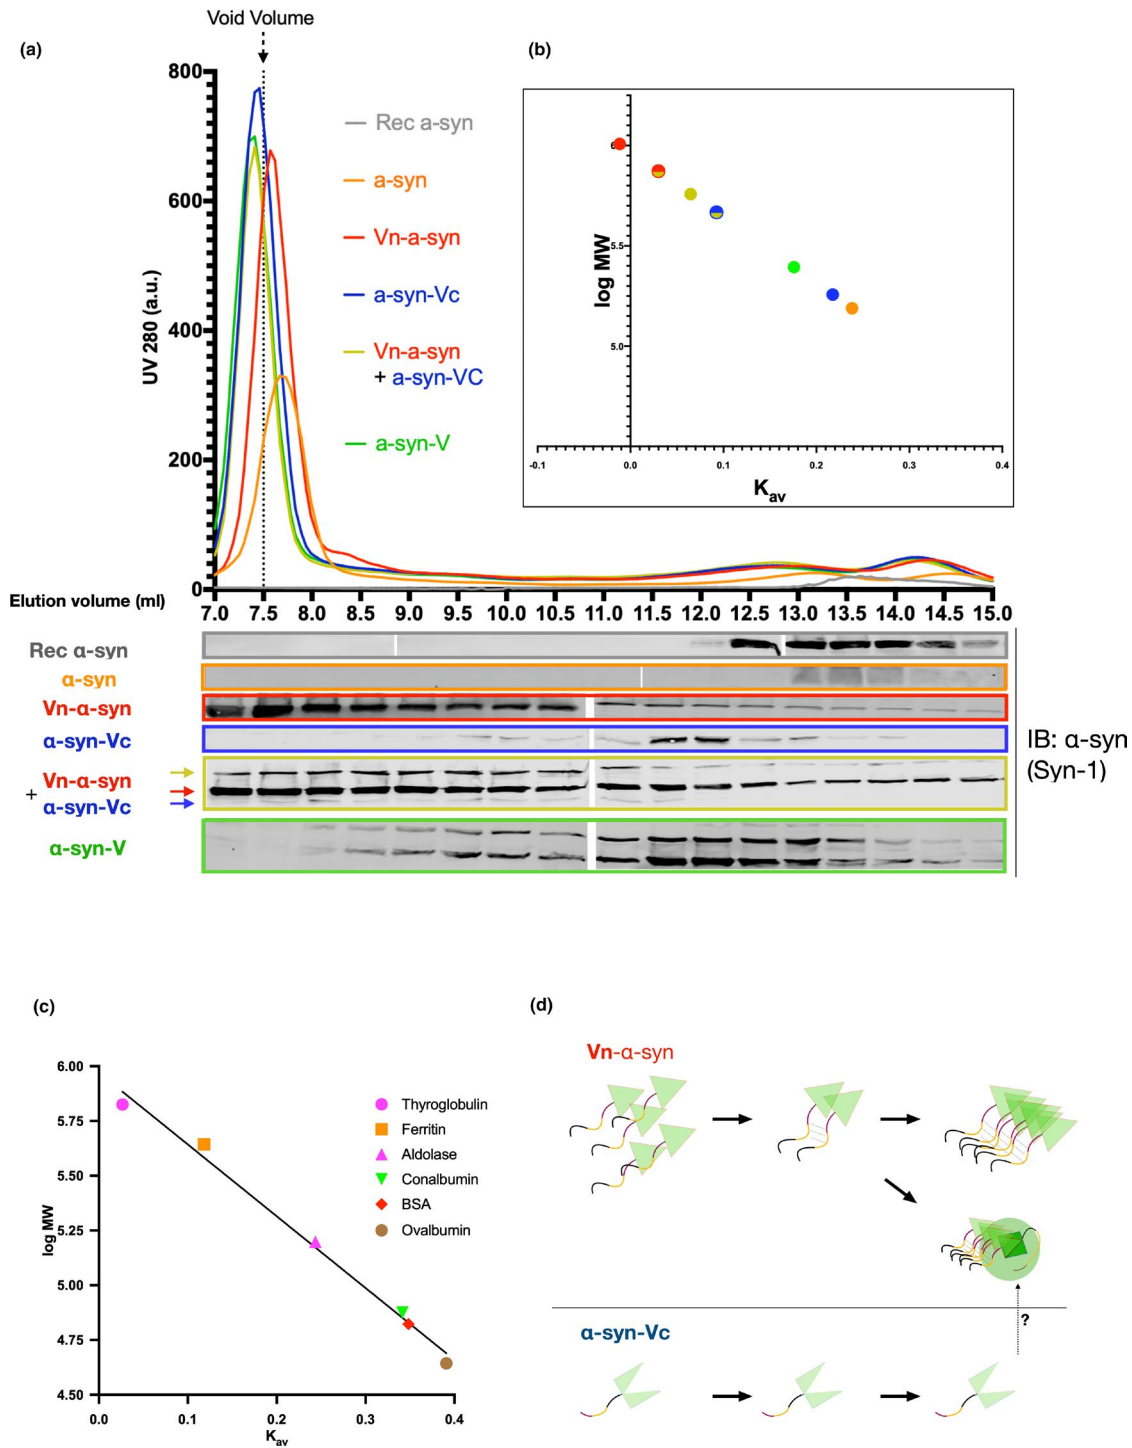 Void Volume
(a)
800
600
400
200
0
UV 280 (a.u.)
Rec a-syn
a-syn
Vn-a-syn
a-syn-Vc
Vn-a-syn
+ a-syn-VC
a-syn-V
Elution volume (ml)
7.0 7.5 8.0 8.5 9.0 9.5 10.0 10.5 11.0 11.5 12.0 12.5 13.0 13.5 14.0 14.5 15.0
(b)
5.5
5.0
log MW
-0.1 0.0 0.1 0.2 0.3 0.4
Kav
Rec α-syn
α-syn
Vn-α-syn
α-syn-Vc
Vn-α-syn
+
α-syn-Vc
α-syn-V
IB: α-syn
(Syn-1)
(c)
6.00
5.75
5.50
5.25
5.00
4.75
4.50
log MW
0.0 0.1 0.2 0.3 0.4
Kav
Thyroglobulin
Ferritin
Aldolase
Conalbumin
BSA
Ovalbumin
(d)
Vn-α-syn
α-syn-Vc
?